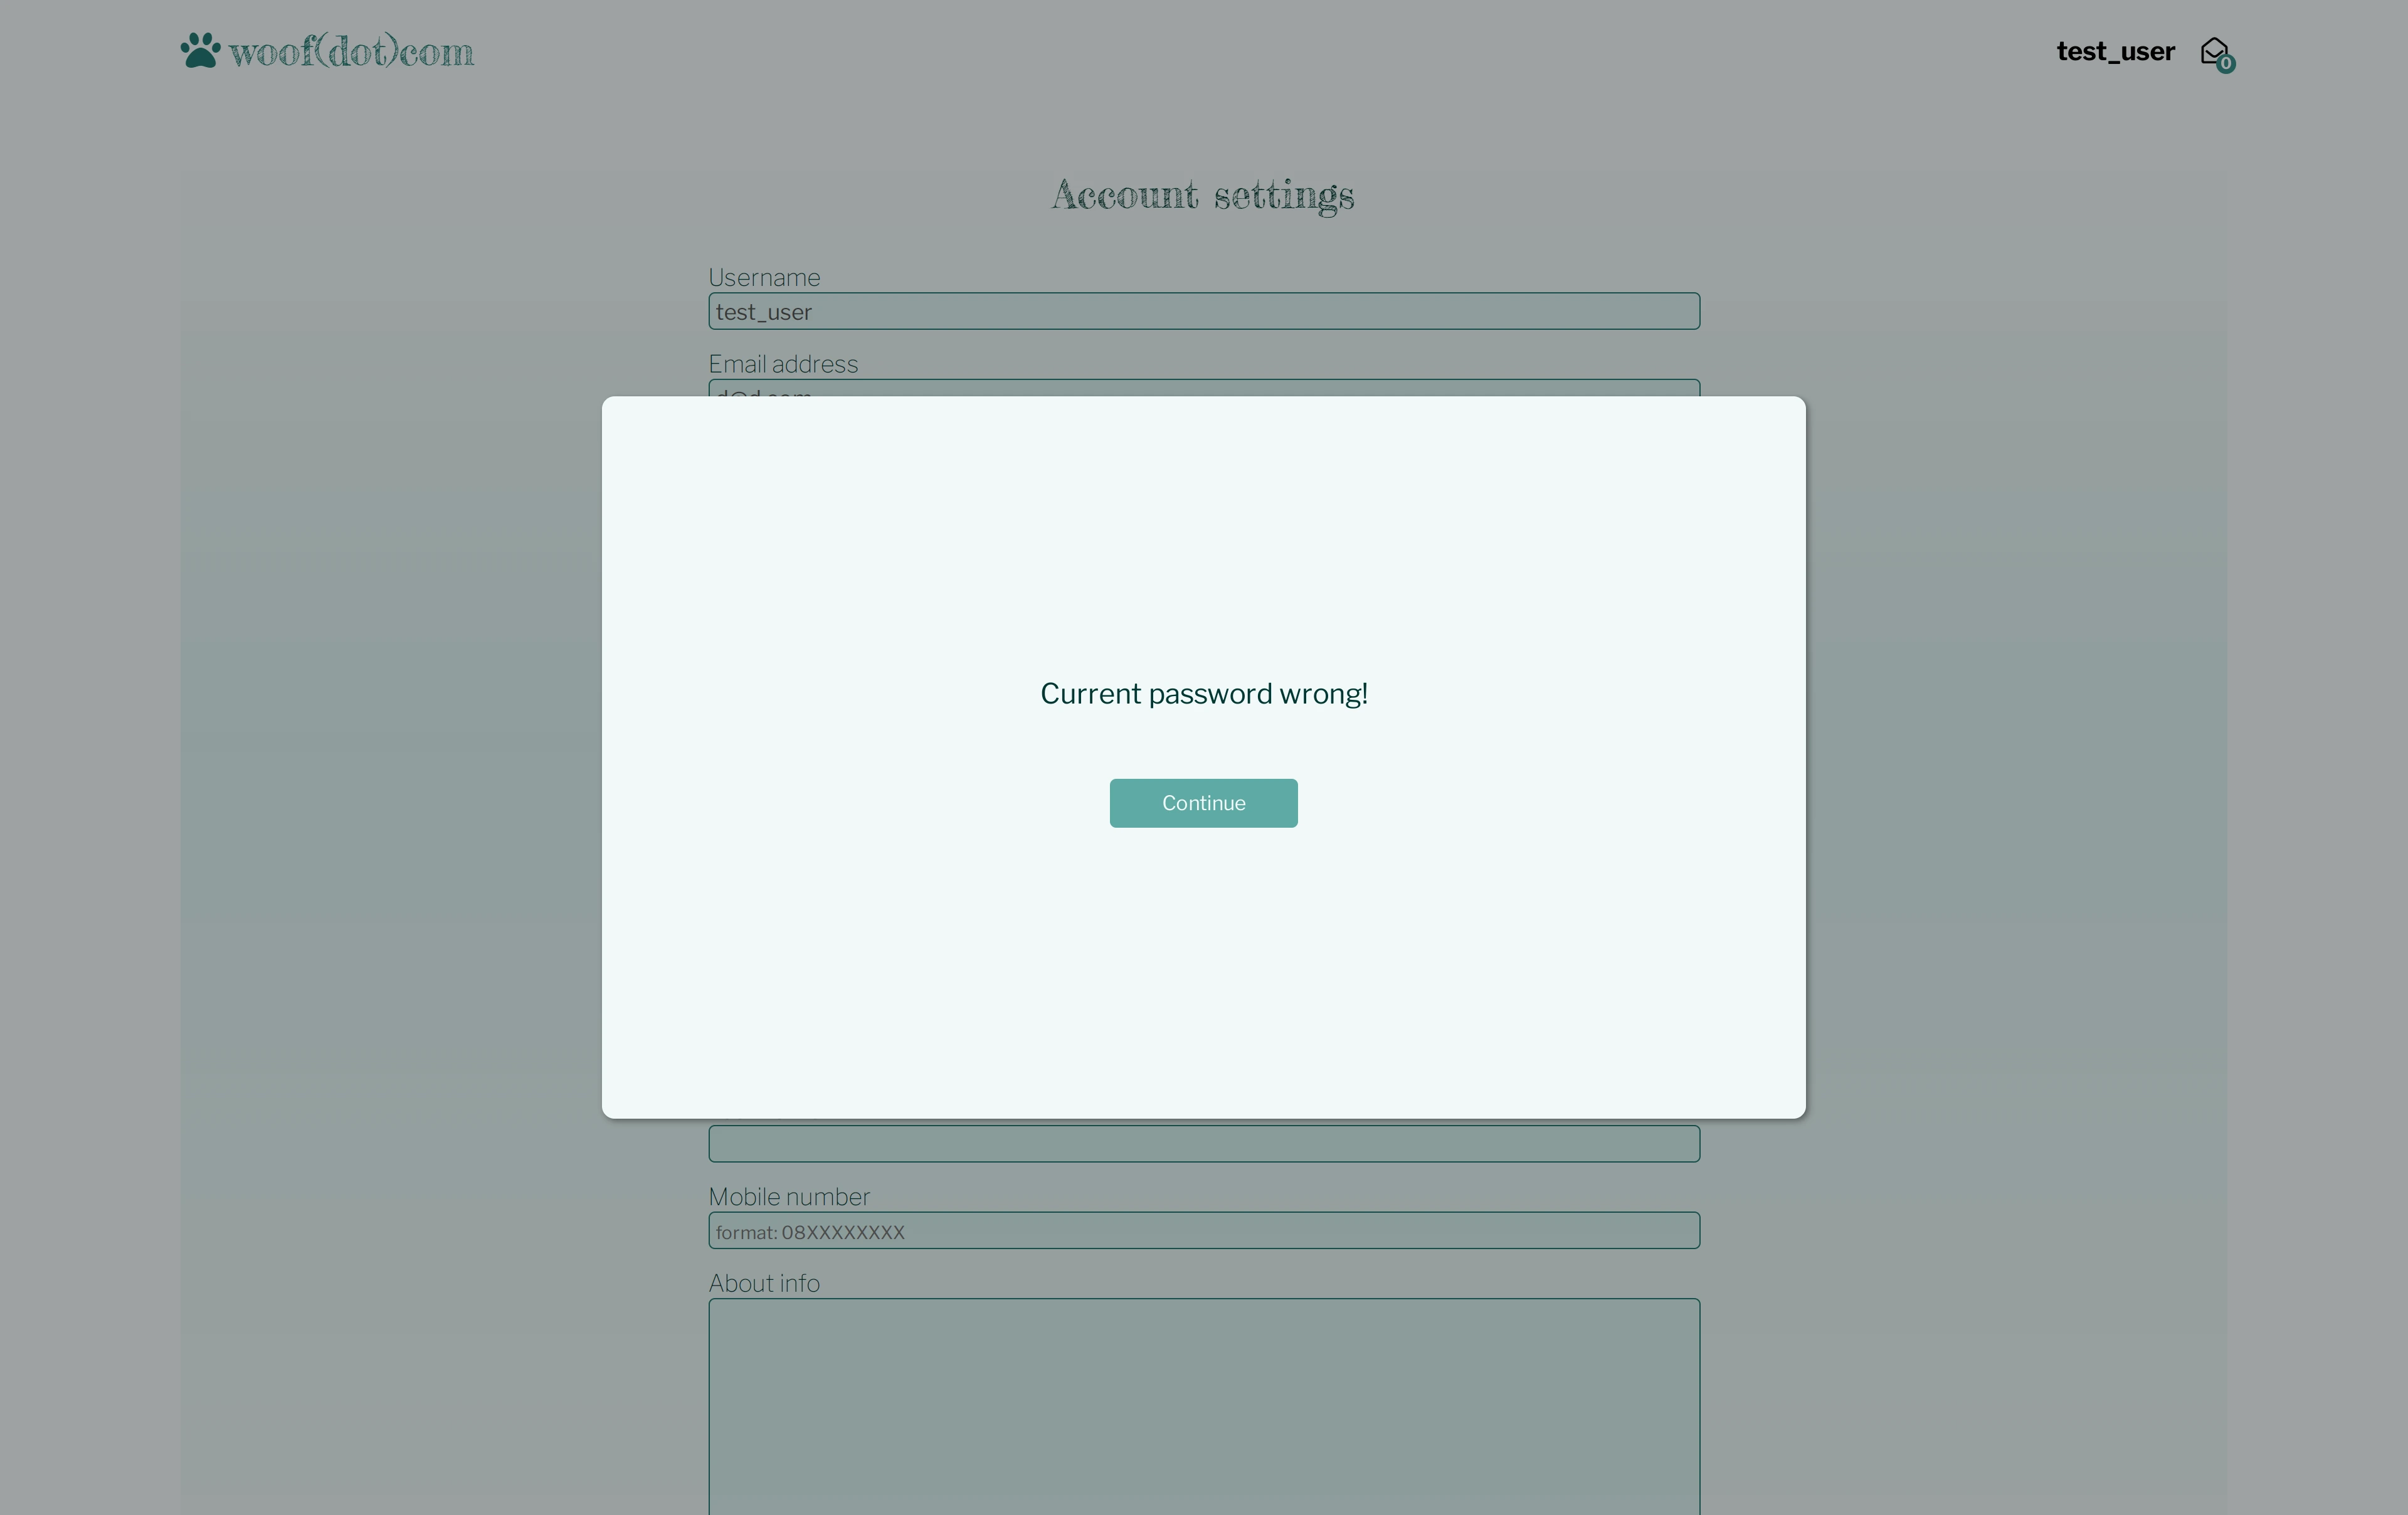 woof(dot)com
test_user
0
Account settings
Username
test_user
Email address
d@d.com
Current password wrong!
Continue
Mobile number
format: 08XXXXXXXX
About info